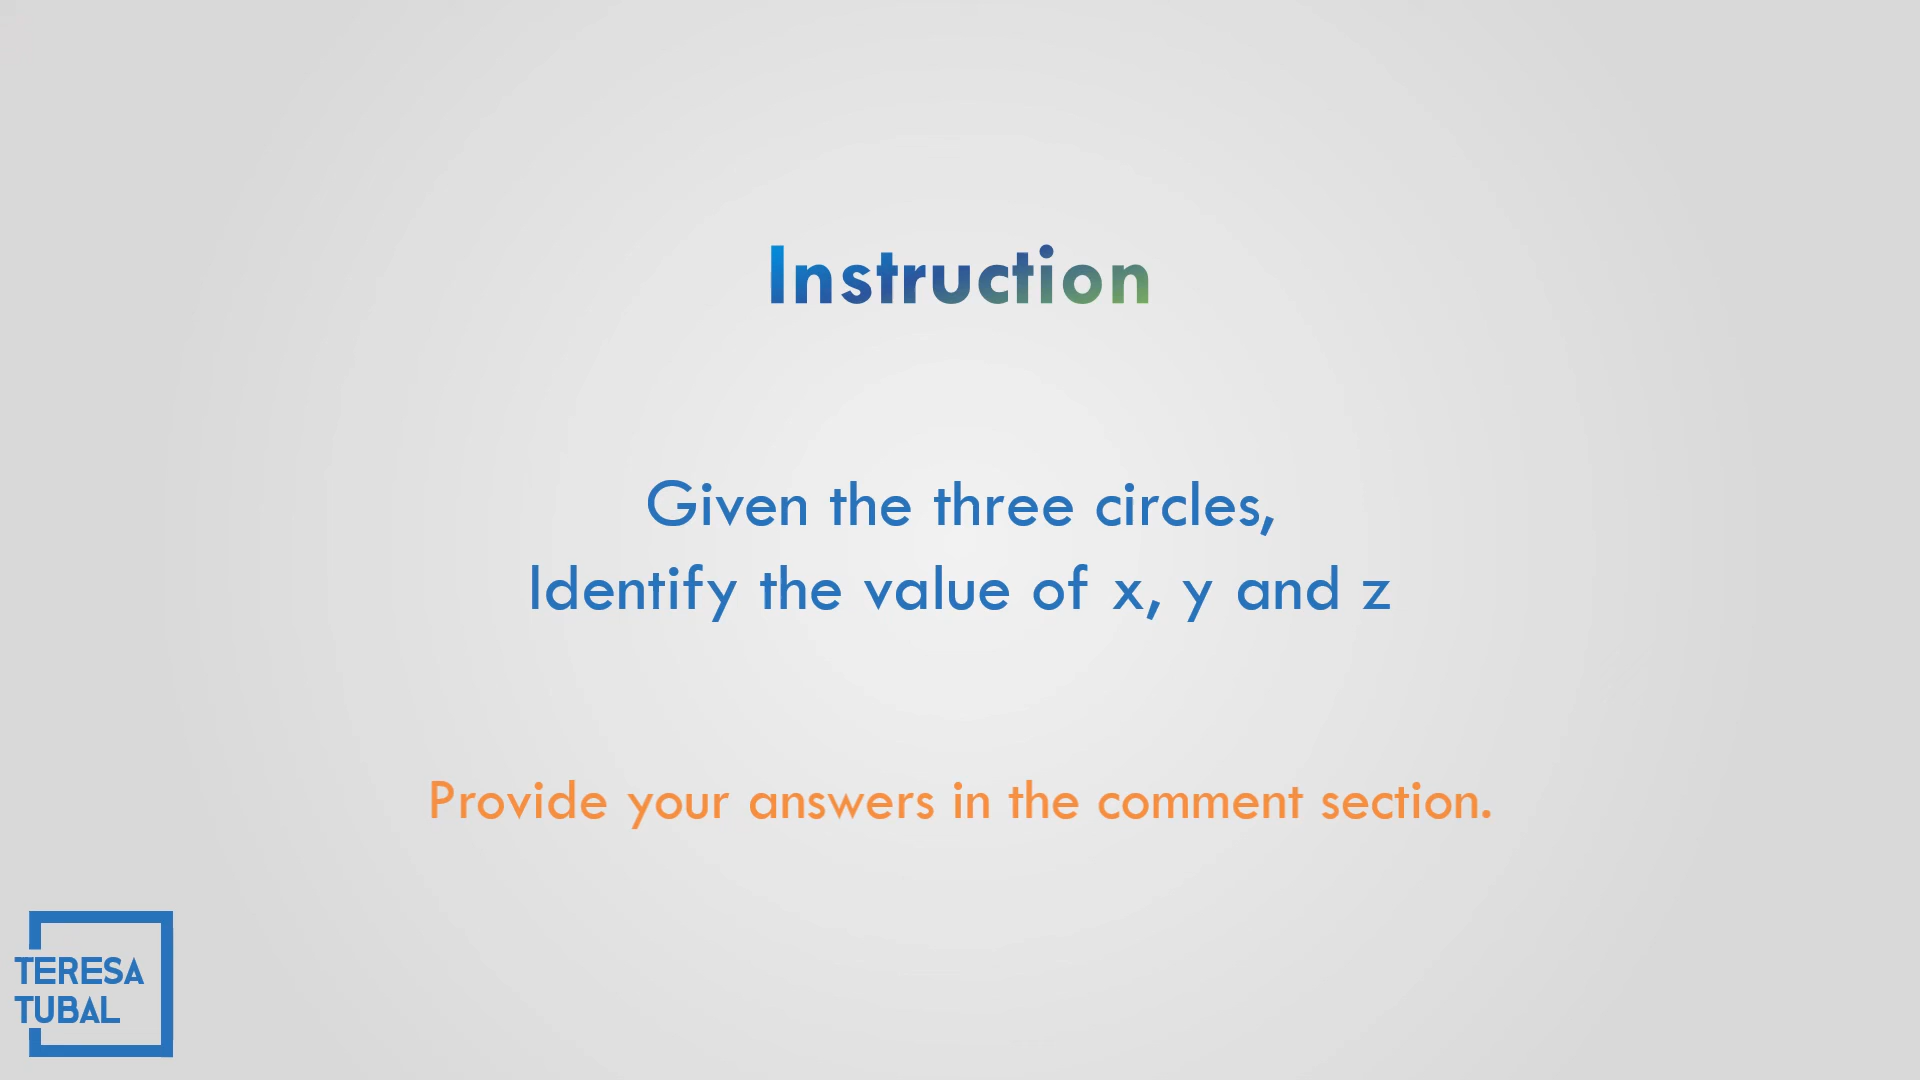 Instruction
Given the three circles,
Identify the value of x, y and z
Provide your answers in the comment section.
TERESA
TUBAL